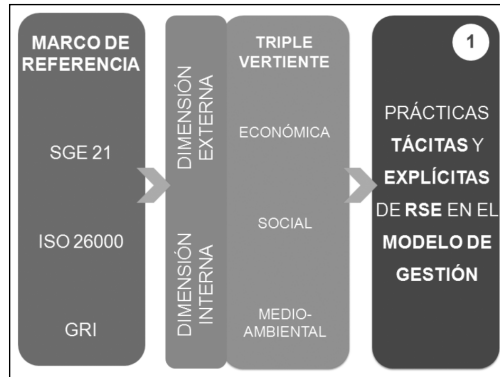 MARCO DE
REFERENCIA
SGE 21
ISO 26000
GRI
DIMENSIÓN
EXTERNA
DIMENSIÓN
INTERNA
TRIPLE
VERTIENTE
ECONÓMICA
SOCIAL
MEDIO-
AMBIENTAL
1
PRÁCTICAS
TÁCITAS Y
EXPLÍCITAS
DE RSE EN EL
MODELO DE
GESTIÓN